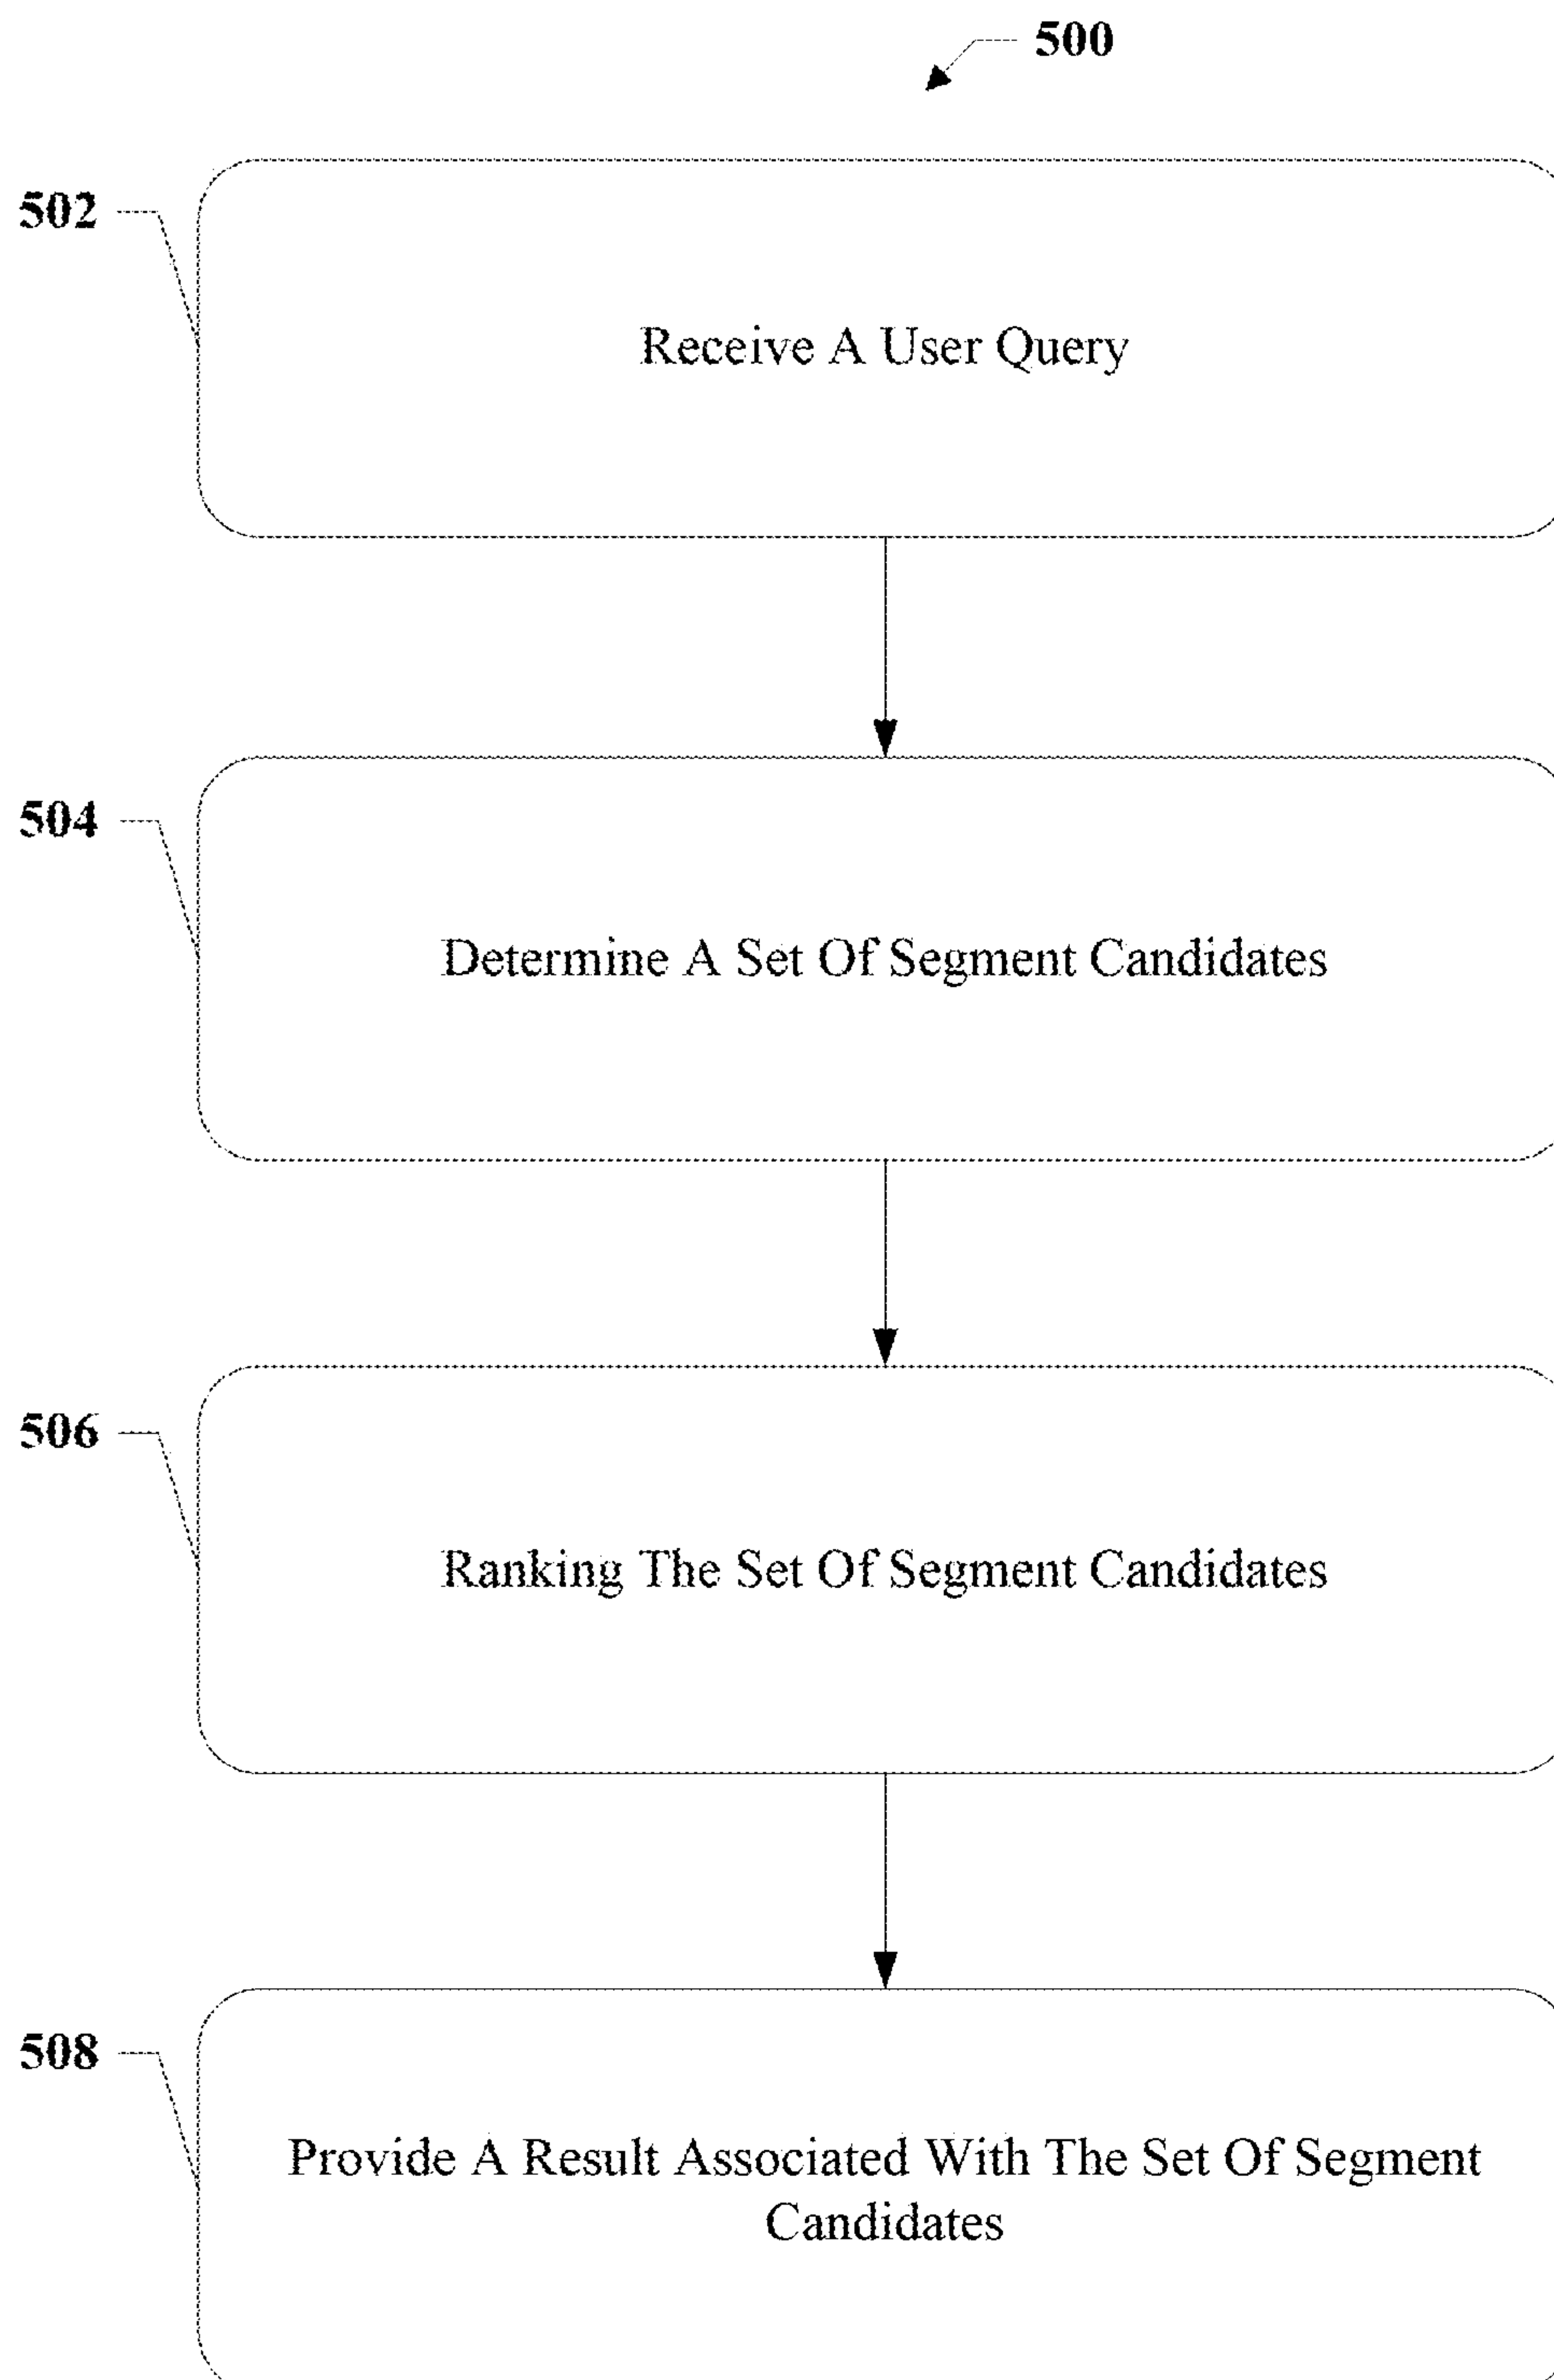 500
502
Receive A User Query
504
Determine A Set Of Segment Candidates
506
Ranking The Set Of Segment Candidates
508
Provide A Result Associated With The Set Of Segment
Candidates